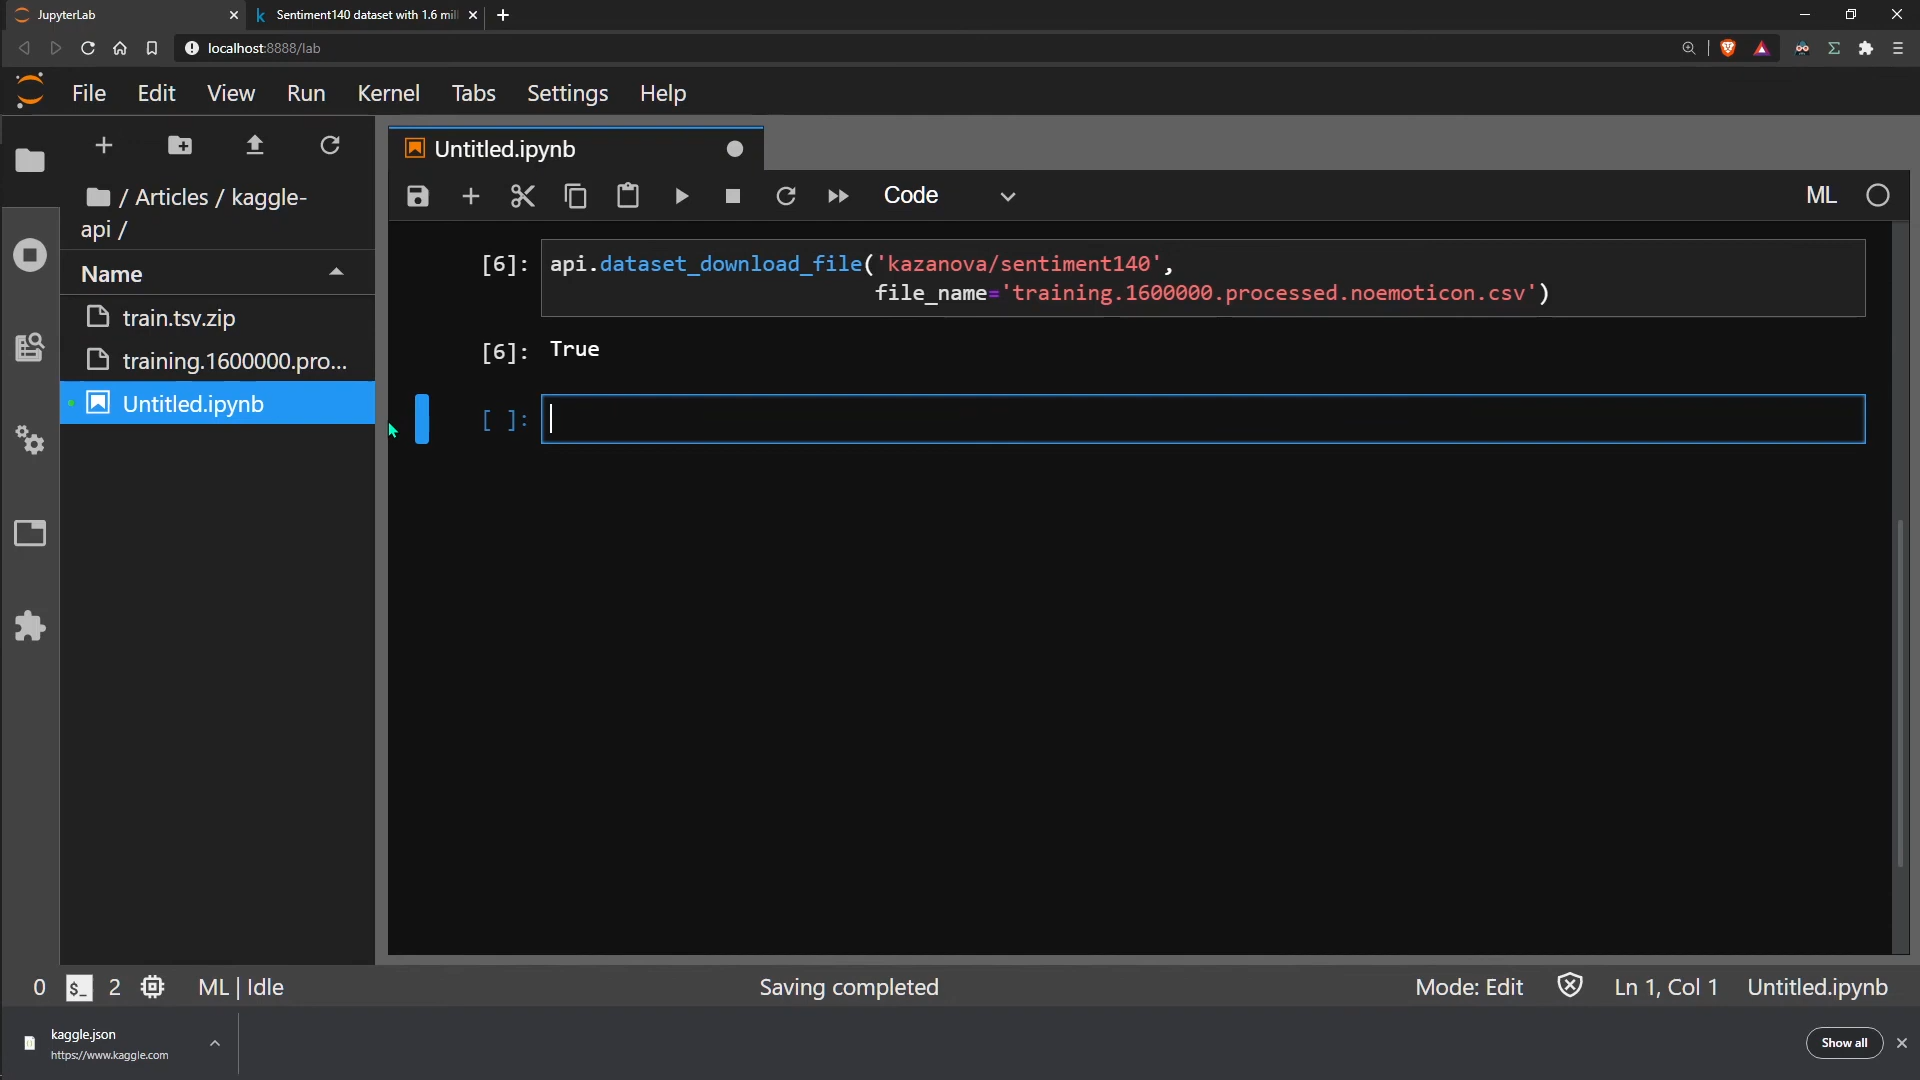 JupyterLab
Sentiment140 dataset with 1.6 mil
localhost:8888/lab
File Edit View Run Kernel Tabs Settings Help
/ Articles / kaggle-
api /
Name
train.tsv.zip
training.1600000.pro...
Untitled.ipynb
Untitled.ipynb
Code
ML
[6]: api.dataset_download_file('kazanova/sentiment140',
file_name='training.1600000.processed.noemoticon.csv')
[6]: True
[ ]:
0 $_ 2 ML | Idle Saving completed Mode: Edit Ln 1, Col 1 Untitled.ipynb
kaggle.json
https://www.kaggle.com
Show all